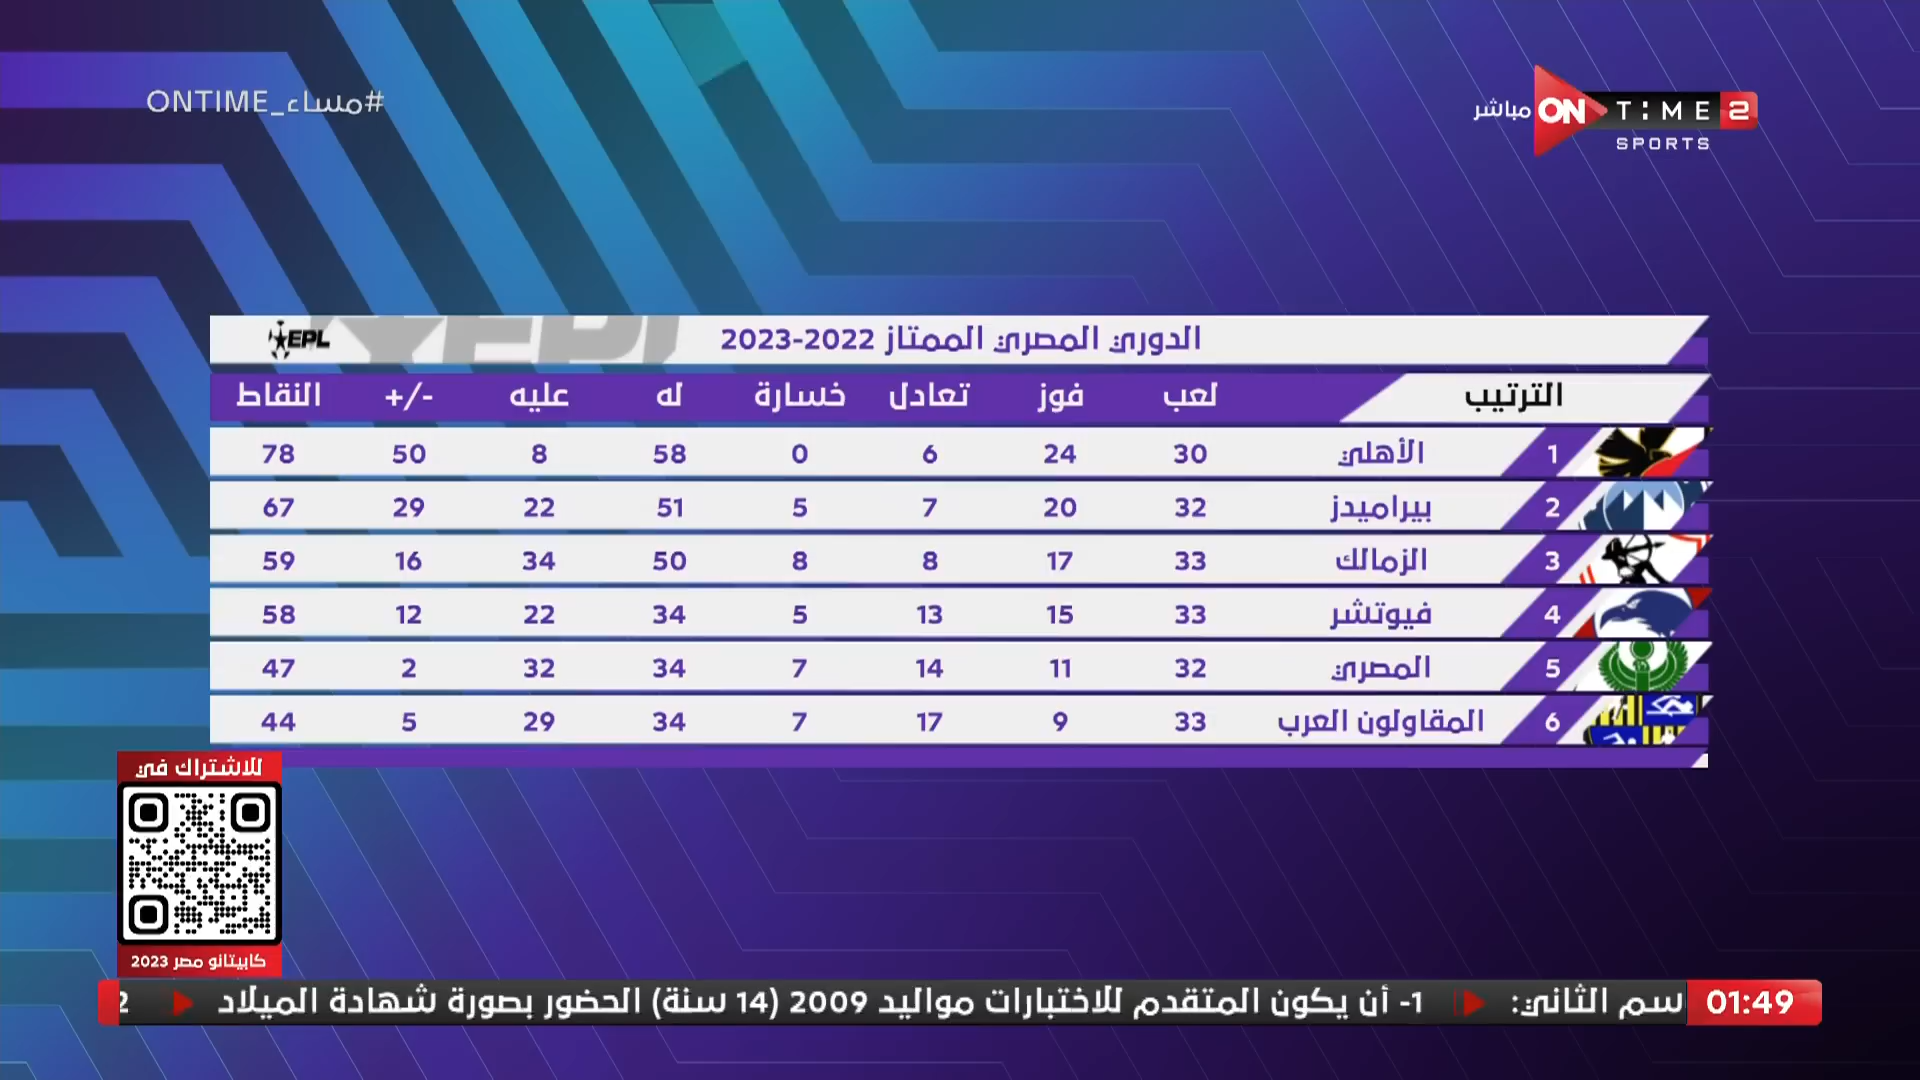 #مساء_ONTIME
مباشر ON TIME 2
SPORTS
الدوري المصري الممتاز 2022-2023
EPL
الترتيب لعب فوز تعادل خسارة له عليه +/- النقاط
1 الأهلي 30 24 6 0 58 8 50 78
2 بيراميدز 32 20 7 5 51 22 29 67
3 الزمالك 33 17 8 8 50 34 16 59
4 فيوتشر 33 15 13 5 34 22 12 58
5 المصري 32 11 14 7 34 32 2 47
6 المقاولون العرب 33 9 17 7 34 29 5 44
للاشتراك في
كابيتانو مصر 2023
01:49 سم الثاني: 1- أن يكون المتقدم للاختبارات مواليد 2009 (14 سنة) الحضور بصورة شهادة الميلاد 2